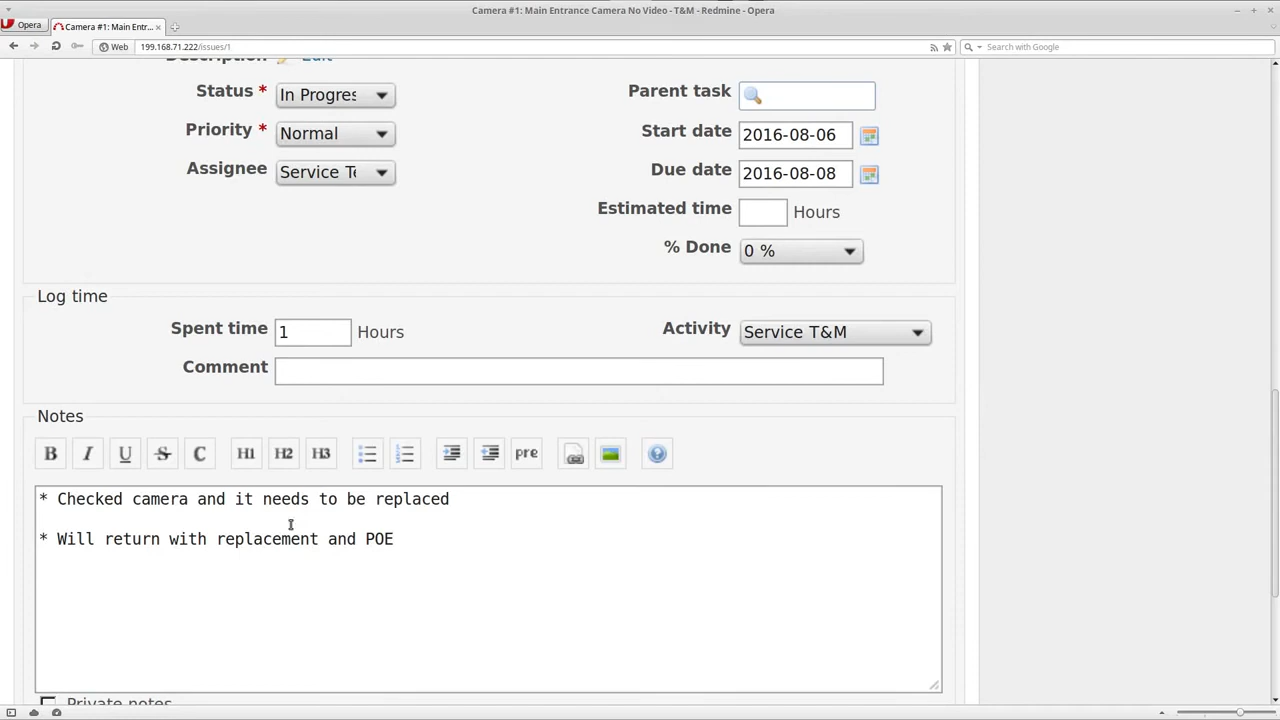 Camera #1: Main Entrance Camera No Video - T&M - Redmine - Opera
Opera
Camera #1: Main Entr...
Web
199.168.71.222/issues/1
Search with Google
Description Edit
Status * In Progres
Parent task
Priority * Normal
Start date 2016-08-06
Assignee Service Te
Due date 2016-08-08
Estimated time Hours
% Done 0 %
Log time
Spent time 1 Hours
Activity Service T&M
Comment
Notes
B I U S C H1 H2 H3 pre
* Checked camera and it needs to be replaced
* Will return with replacement and POE
Private notes